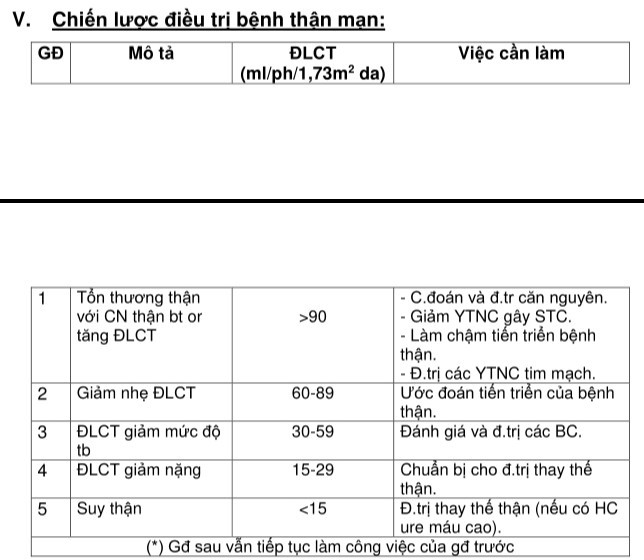 V. Chiến lược điều trị bệnh thận mạn:
GĐ Mô tả ĐLCT Việc cần làm
(ml/ph/1,73m² da)
1 Tổn thương thận - C.đoán và đ.tr căn nguyên.
với CN thận bt or >90 - Giảm YTNC gây STC.
tăng ĐLCT - Làm chậm tiến triển bệnh
thận.
- Đ.trị các YTNC tim mạch.
2 Giảm nhẹ ĐLCT 60-89 Ước đoán tiến triển của bệnh
thận.
3 ĐLCT giảm mức độ 30-59 Đánh giá và đ.trị các BC.
tb
4 ĐLCT giảm nặng 15-29 Chuẩn bị cho đ.trị thay thế
thận.
5 Suy thận <15 Đ.trị thay thế thận (nếu có HC
ure máu cao).
(*) Gđ sau vẫn tiếp tục làm công việc của gđ trước